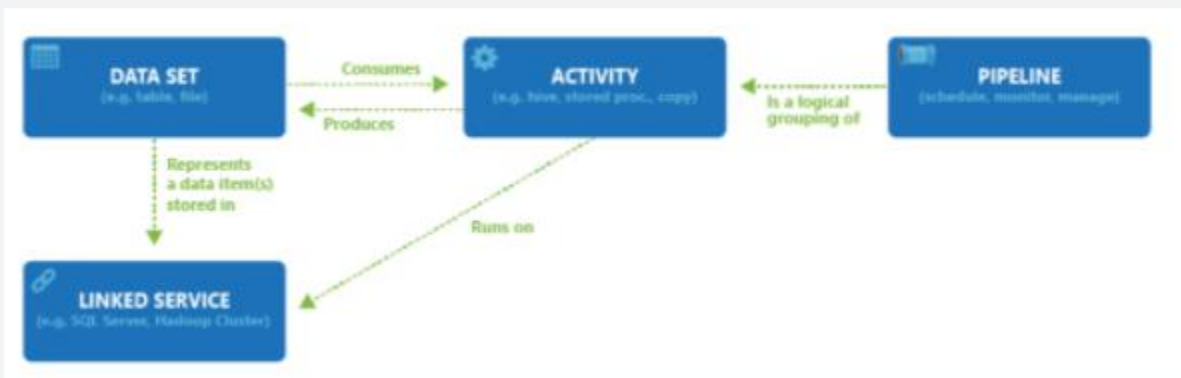 DATA SET
(e.g. table, file)
Consumes
Produces
ACTIVITY
(e.g. hive, stored proc., copy)
Is a logical
grouping of
PIPELINE
(schedule, monitor, manage)
Represents
a data item(s)
stored in
Runs on
LINKED SERVICE
(e.g. SQL Server, Hadoop Cluster)